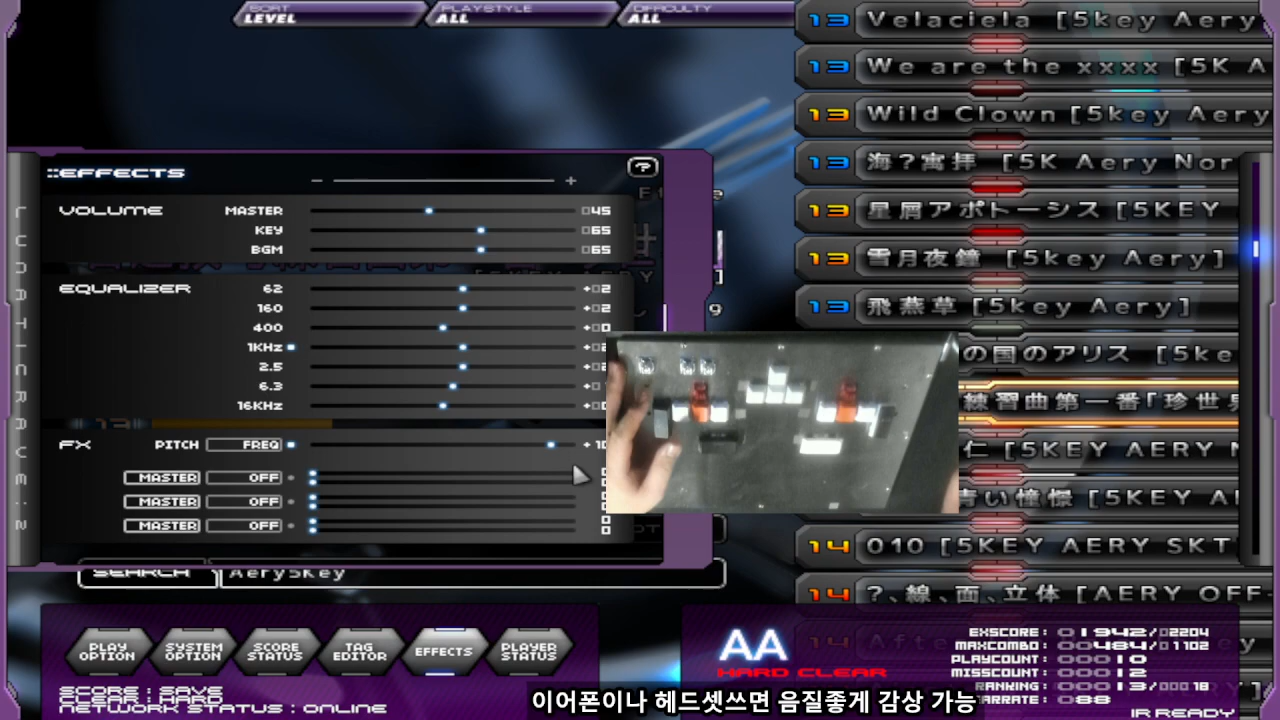 SORT
LEVEL
PLAYSTYLE
ALL
DIFFICULTY
ALL
13 Velaciela [5key Aery
13 We are the xxxx [5K A
13 Wild Clown [5key Aery
13 海?寓拝 [5K Aery Nor
13 星屑アポトーシス [5KEY
13 雪月夜鐘 [5key Aery]
13 飛燕草 [5key Aery]
の国のアリス [5ke
練習曲第一番「珍世界
仁 [5KEY AERY N
青い憧憬 [5KEY AE
14 010 [5KEY AERY SKT
14 ?、線、面、立体 [AERY OFF-
14 Afte
::EFFECTS
- +
?
VOLUME MASTER 45
KEY 65
BGM 65
EQUALIZER 62 +02
160 +02
400 +00
1KHz
2.5
6.3
16KHz
FX PITCH FREQ
MASTER OFF
MASTER OFF
MASTER OFF
SEARCH Aery5Key
PLAY OPTION
SYSTEM OPTION
SCORE STATUS
TAG EDITOR
EFFECTS
PLAYER STATUS
SCORE : SAVE
NETWORK STATUS : ONLINE
AA
HARD CLEAR
EXSCORE : 01942/02204
MAXCOMBO : 00484/01102
PLAYCOUNT : 00010
MISSCOUNT : 00012
RANKING : 00013/00018
ARRATE : 088
IR READY
이어폰이나 헤드셋쓰면 음질좋게 감상 가능